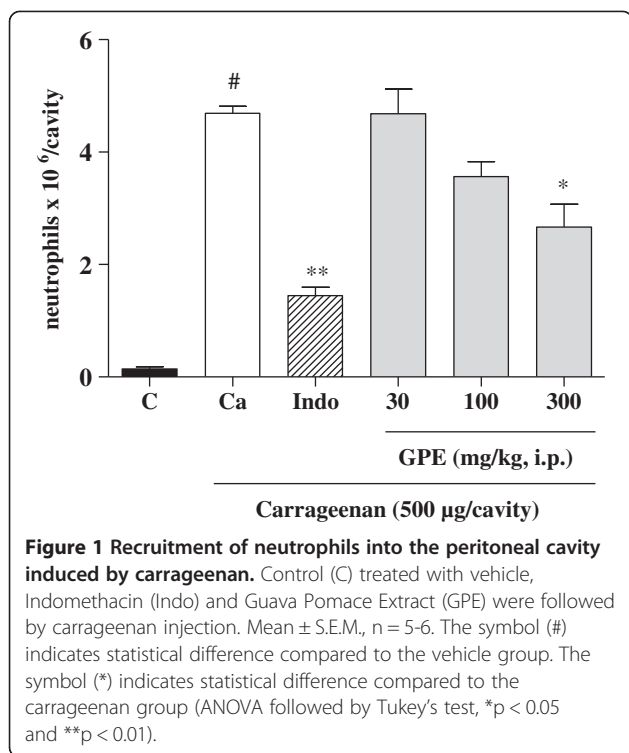 6
4
2
0
neutrophils x 10 6/cavity
#
**
*
C Ca Indo 30 100 300
GPE (mg/kg, i.p.)
Carrageenan (500 µg/cavity)
Figure 1 Recruitment of neutrophils into the peritoneal cavity
induced by carrageenan. Control (C) treated with vehicle,
Indomethacin (Indo) and Guava Pomace Extract (GPE) were followed
by carrageenan injection. Mean ± S.E.M., n = 5-6. The symbol (#)
indicates statistical difference compared to the vehicle group. The
symbol (*) indicates statistical difference compared to the
carrageenan group (ANOVA followed by Tukey’s test, *p < 0.05
and **p < 0.01).